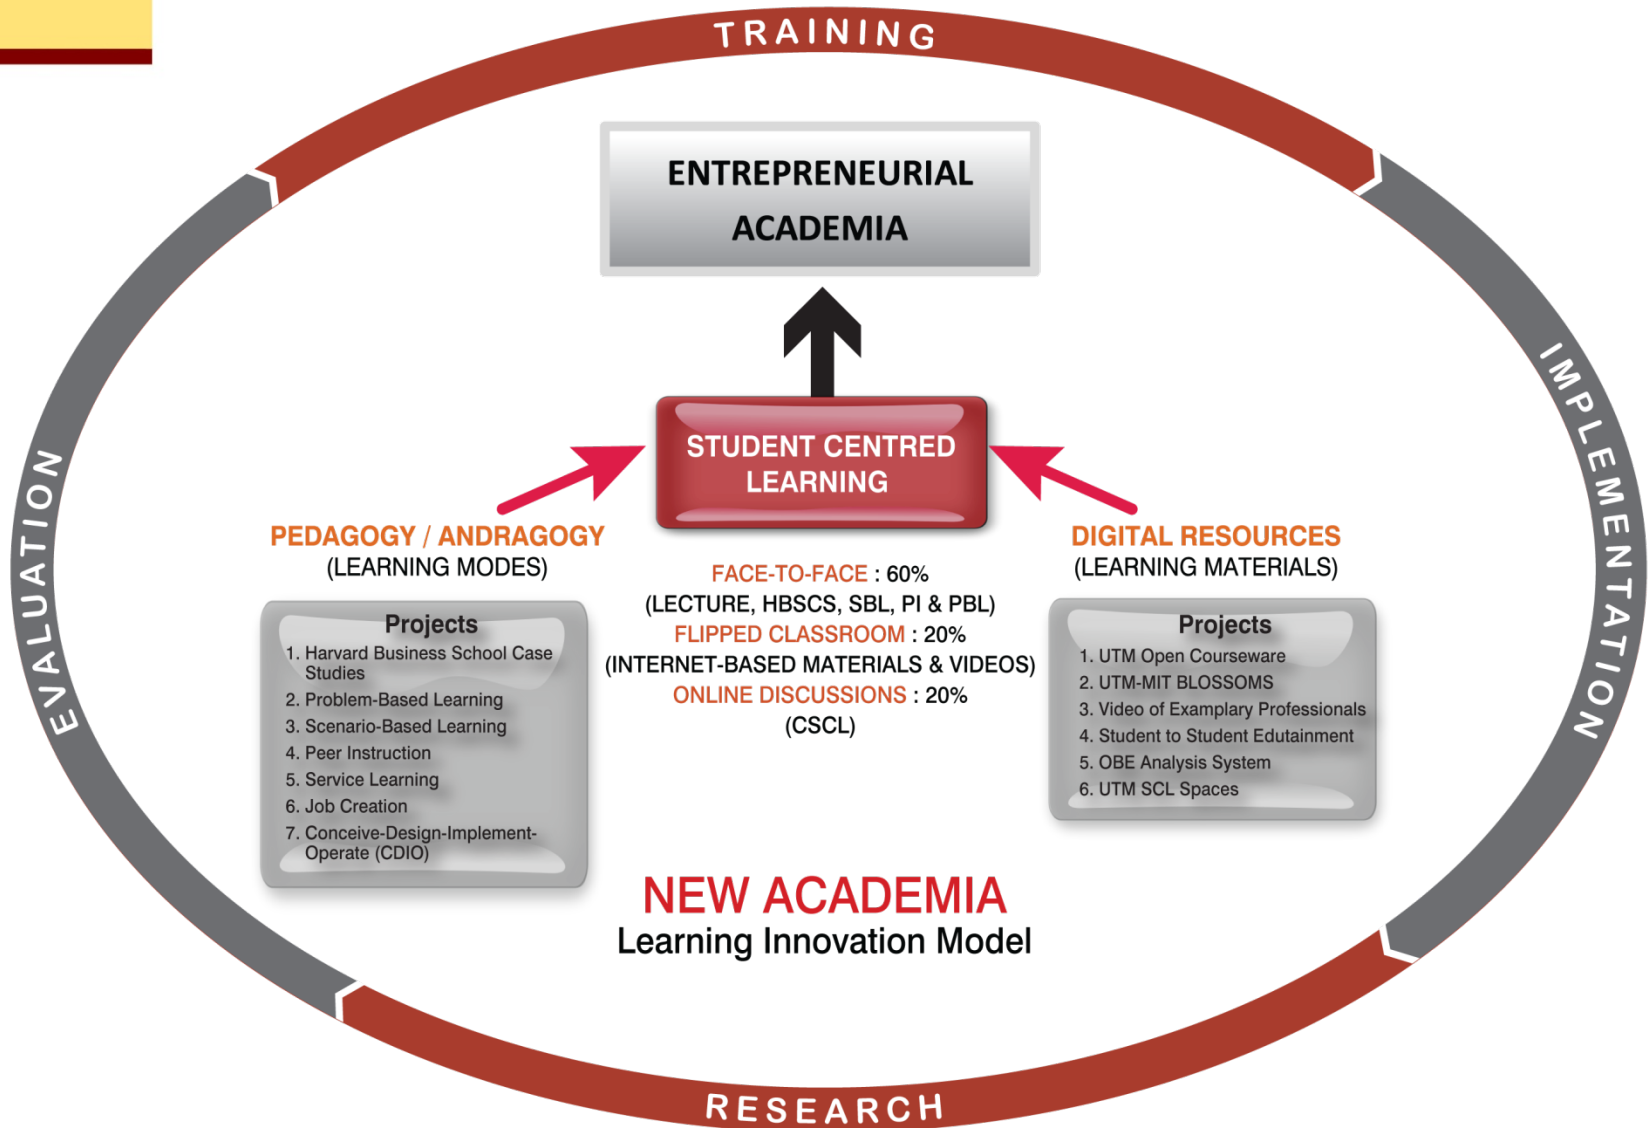 TRAINING
ENTREPRENEURIAL
ACADEMIA
IMPLEMENTATION
EVALUATION
STUDENT CENTRED
LEARNING
PEDAGOGY / ANDRAGOGY
(LEARNING MODES)
Projects
1. Harvard Business School Case
Studies
2. Problem-Based Learning
3. Scenario-Based Learning
4. Peer Instruction
5. Service Learning
6. Job Creation
7. Conceive-Design-Implement-
Operate (CDIO)
FACE-TO-FACE : 60%
(LECTURE, HBSCS, SBL, PI & PBL)
FLIPPED CLASSROOM : 20%
(INTERNET-BASED MATERIALS & VIDEOS)
ONLINE DISCUSSIONS : 20%
(CSCL)
DIGITAL RESOURCES
(LEARNING MATERIALS)
Projects
1. UTM Open Courseware
2. UTM-MIT BLOSSOMS
3. Video of Examplary Professionals
4. Student to Student Edutainment
5. OBE Analysis System
6. UTM SCL Spaces
NEW ACADEMIA
Learning Innovation Model
RESEARCH